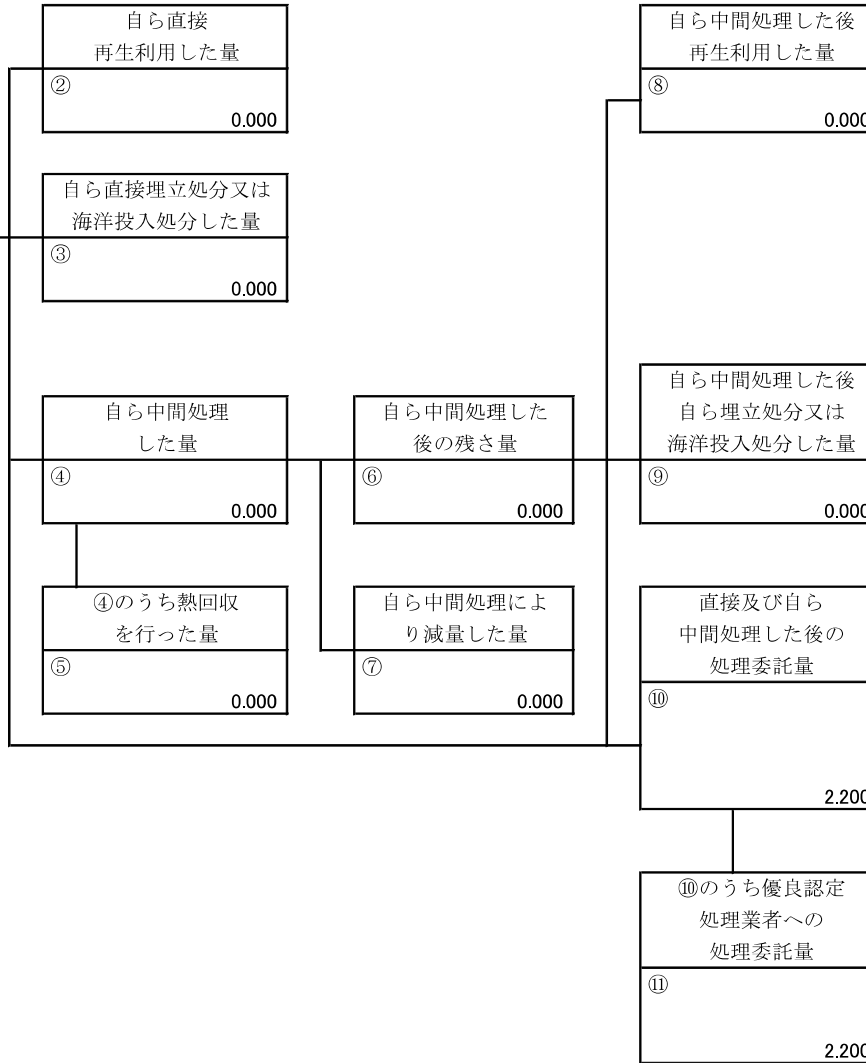 自ら直接
再生利用した量
②
0.000
自ら中間処理した後
再生利用した量
⑧
0.000
自ら直接埋立処分又は
海洋投入処分した量
③
0.000
自ら中間処理
した量
④
0.000
自ら中間処理した
後の残さ量
⑥
0.000
自ら中間処理した後
自ら埋立処分又は
海洋投入処分した量
⑨
0.000
④のうち熱回収
を行った量
⑤
0.000
自ら中間処理によ
り減量した量
⑦
0.000
直接及び自ら
中間処理した後の
処理委託量
⑩
2.200
⑩のうち優良認定
処理業者への
処理委託量
⑪
2.200